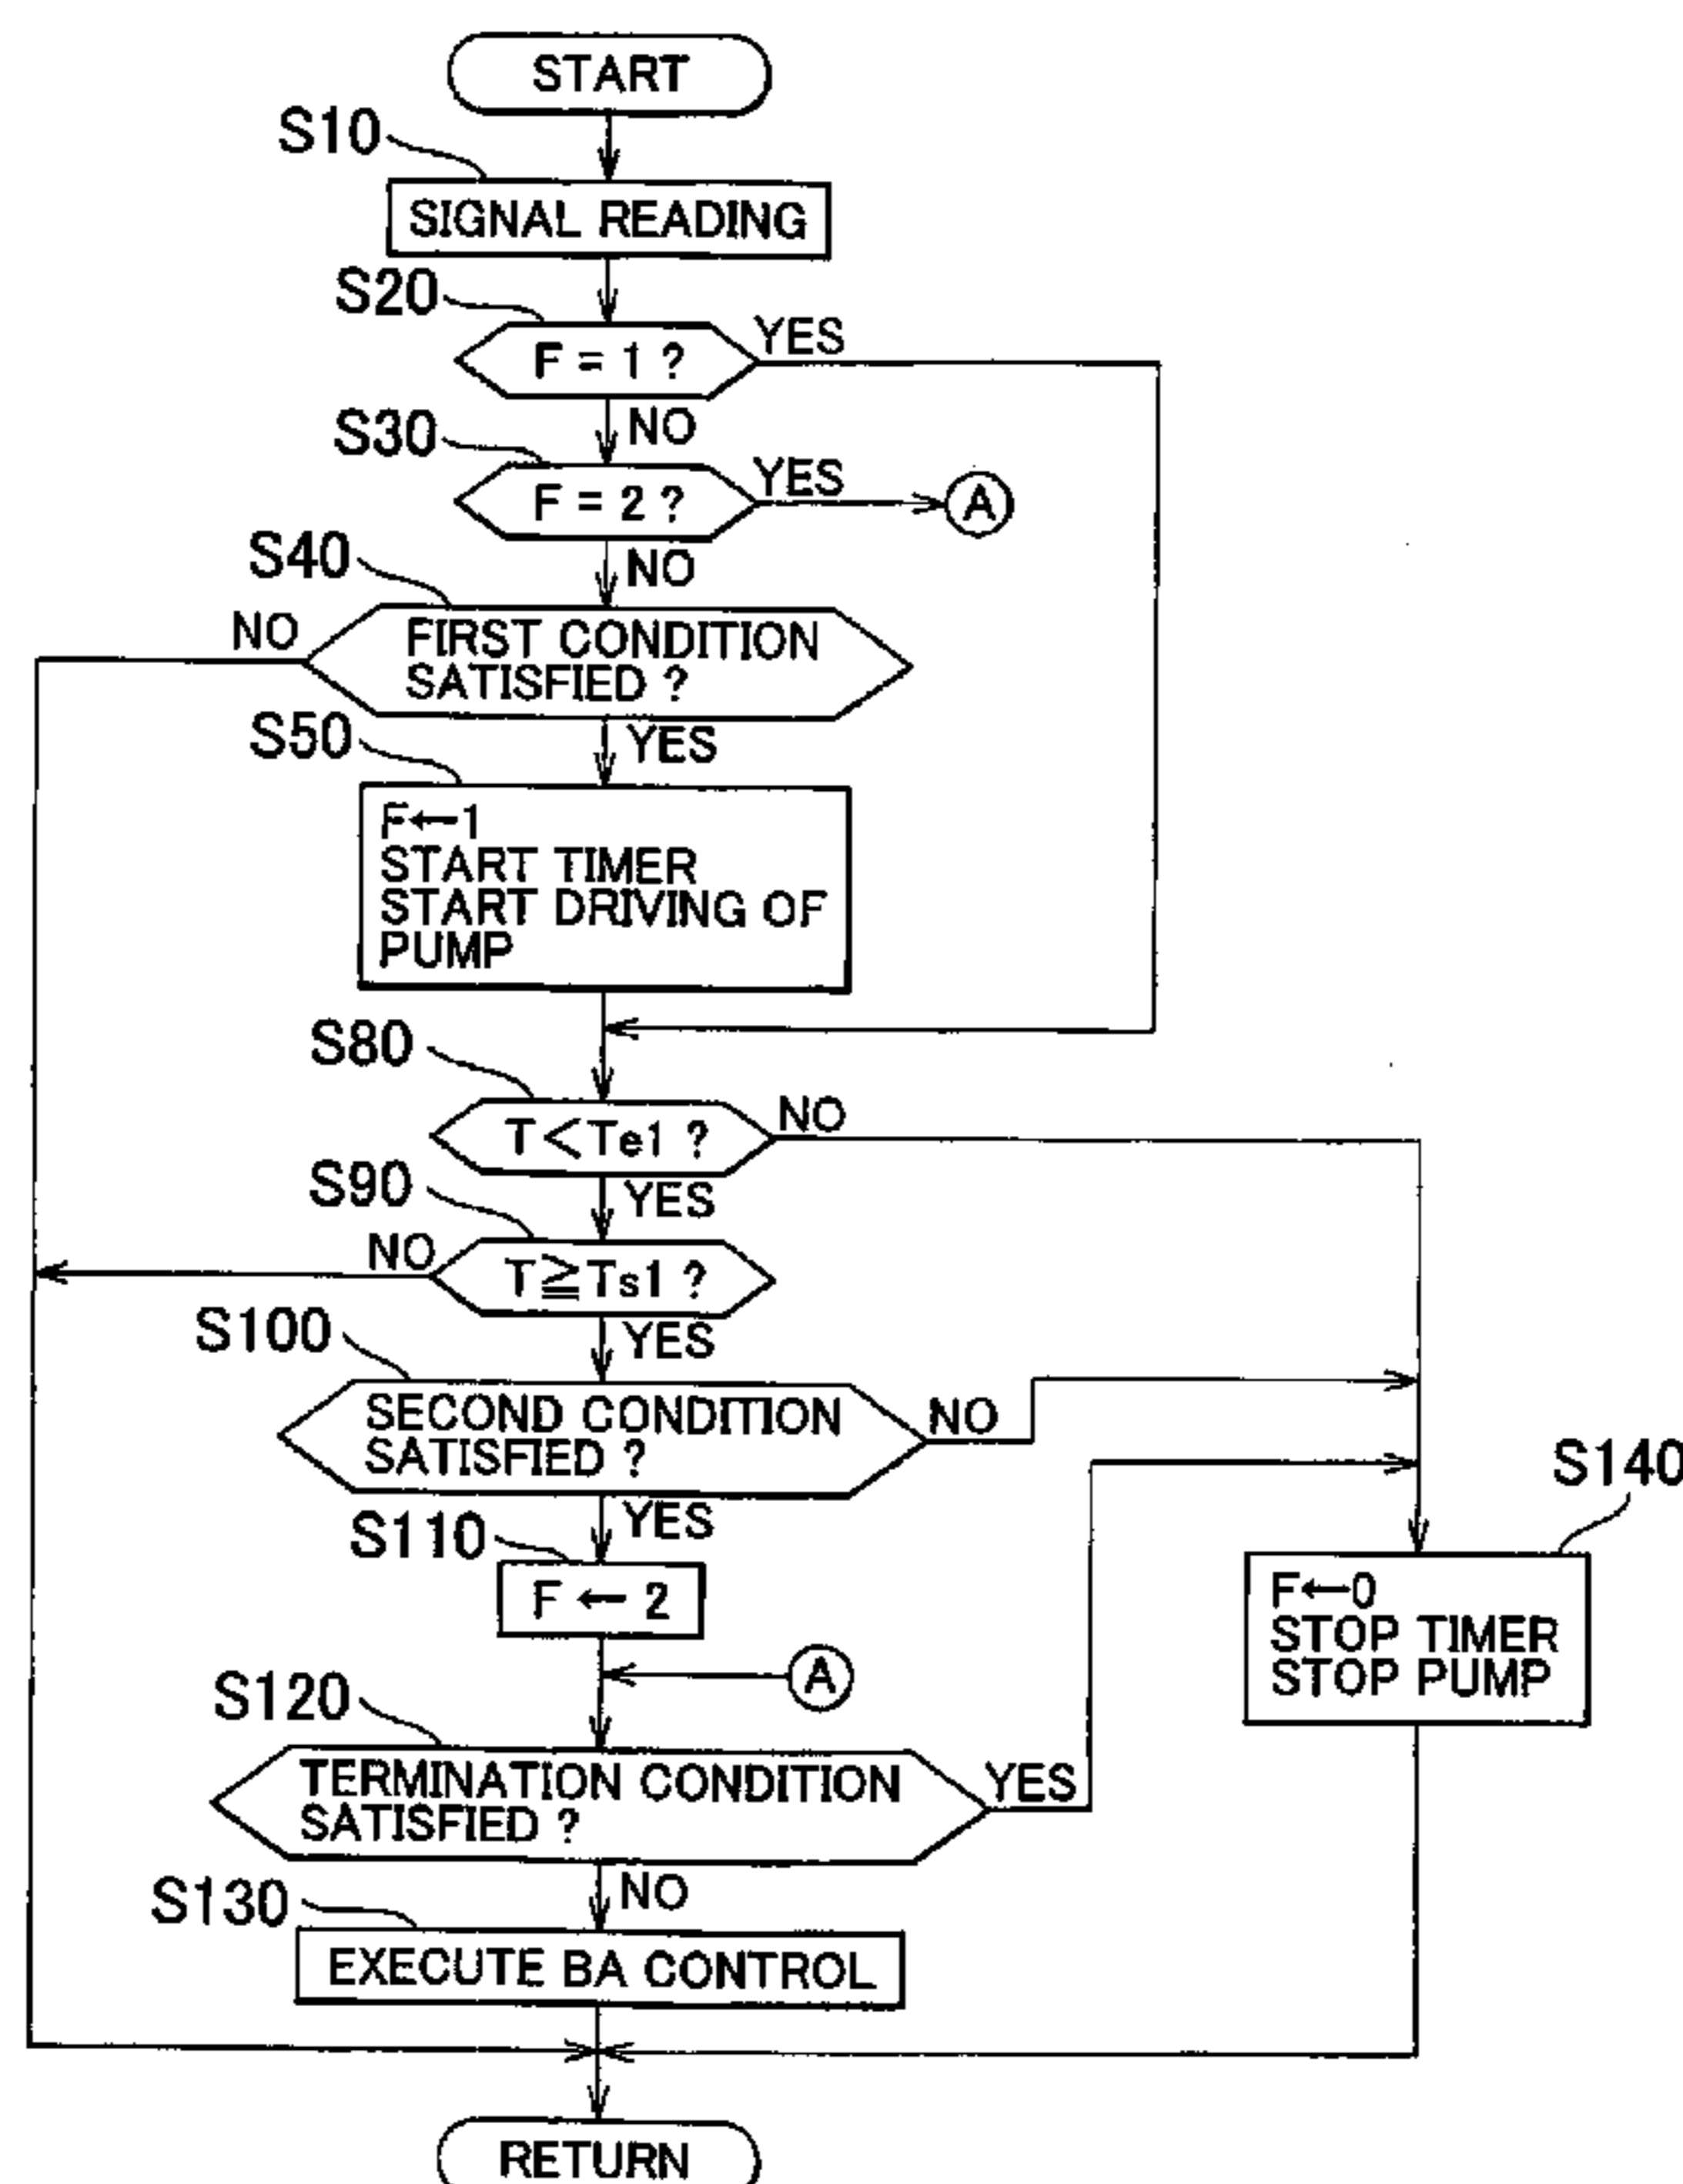 START
S10
SIGNAL READING
S20
F = 1 ?
YES
NO
S30
F = 2 ?
YES
A
NO
S40
NO
FIRST CONDITION
SATISFIED ?
YES
S50
F←1
START TIMER
START DRIVING OF
PUMP
S80
T<Te1 ?
NO
YES
S90
NO
T≧Ts1 ?
YES
S100
SECOND CONDITION
SATISFIED ?
NO
YES
S110
F ← 2
A
S140
F←0
STOP TIMER
STOP PUMP
S120
TERMINATION CONDITION
SATISFIED ?
YES
NO
S130
EXECUTE BA CONTROL
RETURN